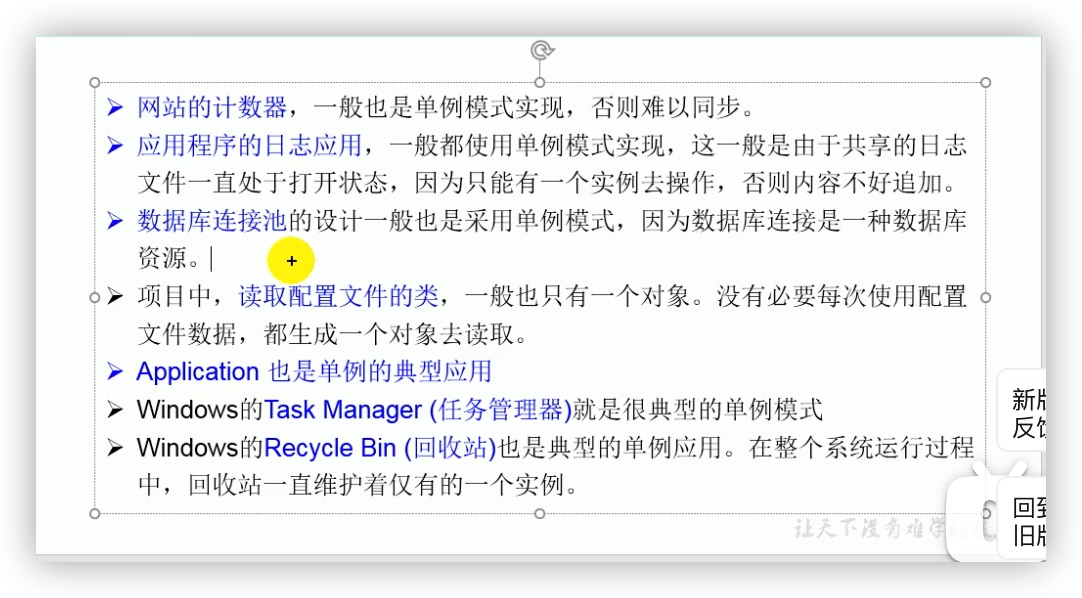 网站的计数器，一般也是单例模式实现，否则难以同步。
应用程序的日志应用，一般都使用单例模式实现，这一般是由于共享的日志
文件一直处于打开状态，因为只能有一个实例去操作，否则内容不好追加。
数据库连接池的设计一般也是采用单例模式，因为数据库连接是一种数据库
资源。
项目中，读取配置文件的类，一般也只有一个对象。没有必要每次使用配置
文件数据，都生成一个对象去读取。
Application 也是单例的典型应用
Windows的Task Manager (任务管理器)就是很典型的单例模式
Windows的Recycle Bin (回收站)也是典型的单例应用。在整个系统运行过程
中，回收站一直维护着仅有的一个实例。
新版
反馈
回到
旧版
让天下没有难学的